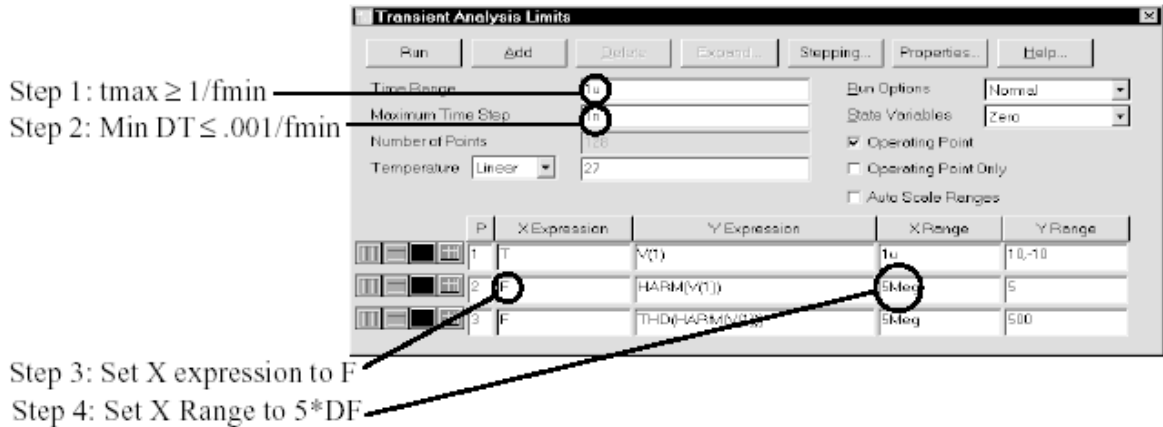 Transient Analysis Limits
Run Add Delete Expand... Stepping... Properties... Help...
Step 1: tmax ≥ 1/fmin
Time Range 1u Run Options Normal
Step 2: Min DT ≤ .001/fmin
Maximum Time Step 1n State Variables Zero
Number of Points 128 Operating Point
Temperature Linear 27 Operating Point Only
Auto Scale Ranges
P X Expression Y Expression X Range Y Range
1 T V(1) 1u 10,-10
2 F HARM(V(1)) 5Meg 5
3 F THD(HARM(V(1))) 5Meg 500
Step 3: Set X expression to F
Step 4: Set X Range to 5*DF